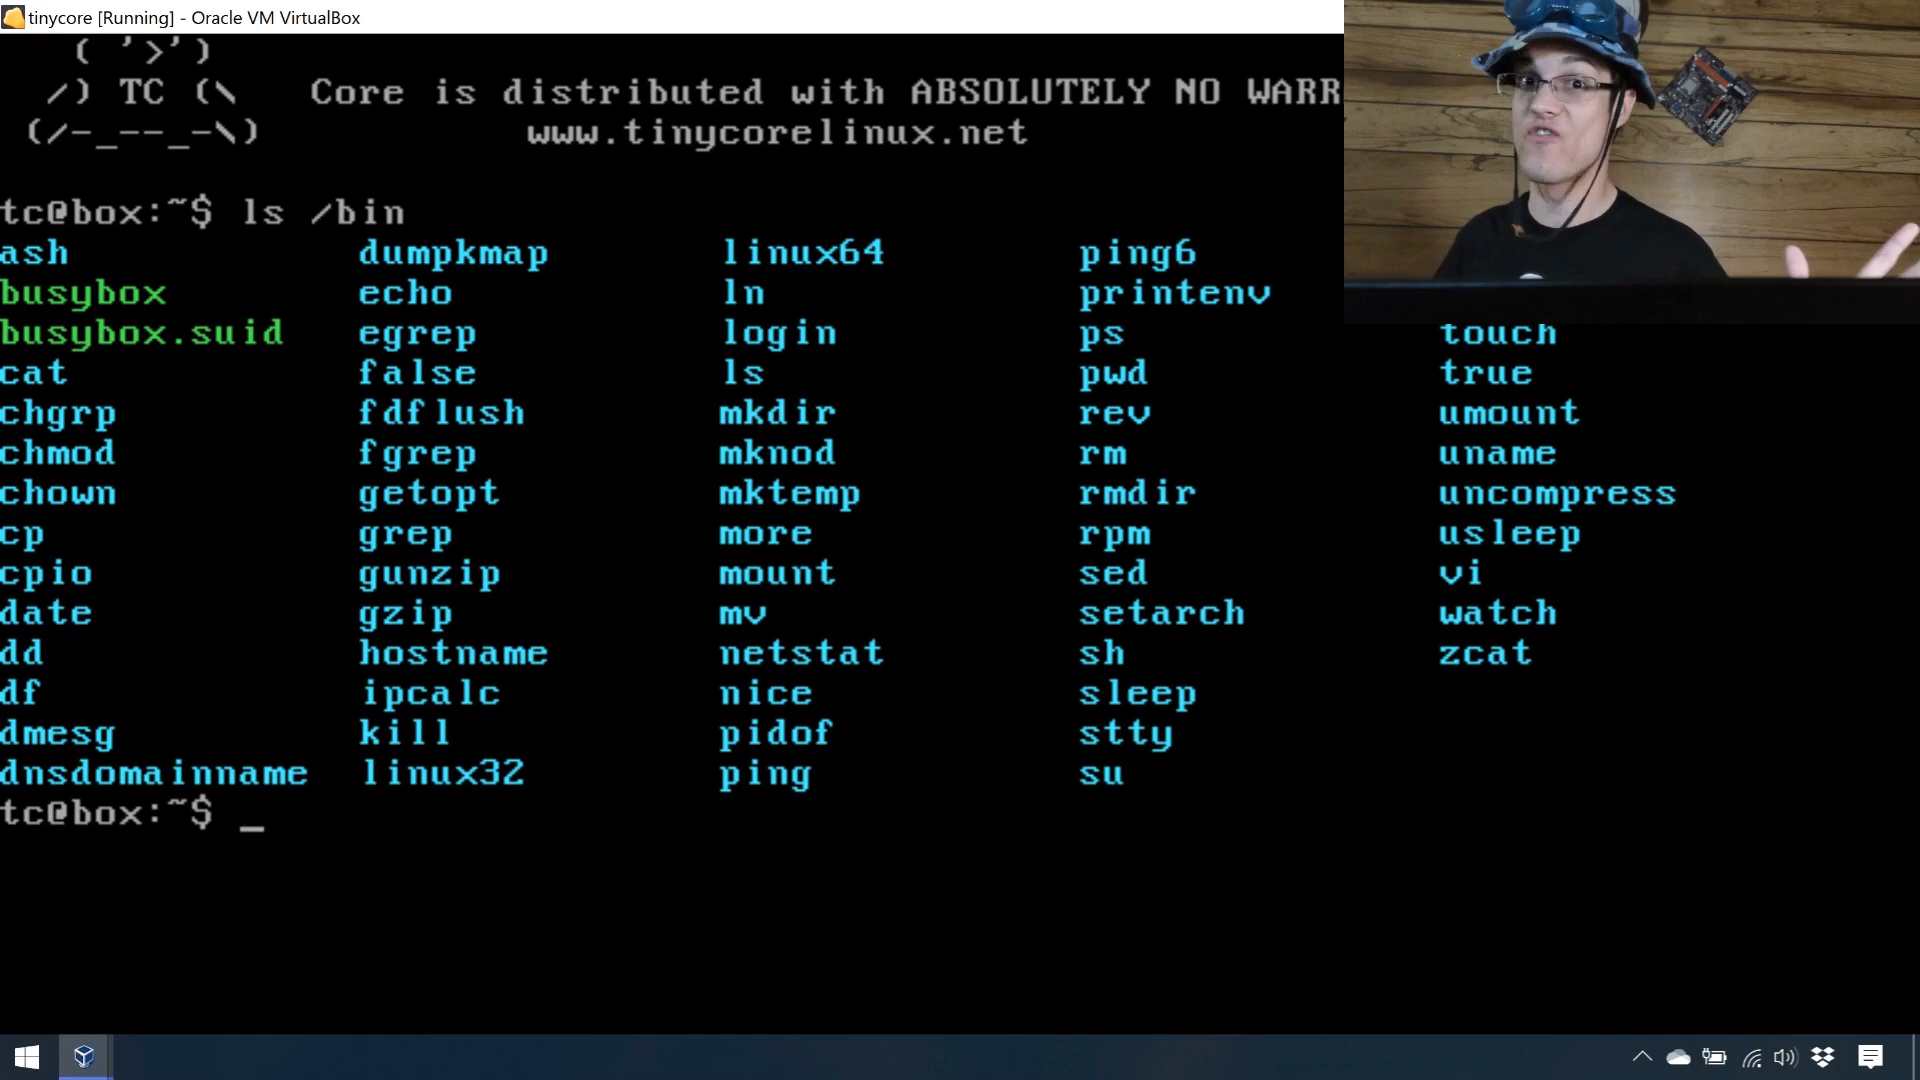 tinycore [Running] - Oracle VM VirtualBox
( '>')
/) TC (\ Core is distributed with ABSOLUTELY NO WARR
(/-_--_-\) www.tinycorelinux.net
tc@box:~$ ls /bin
ash dumpkmap linux64 ping6
busybox echo ln printenv
busybox.suid egrep login ps touch
cat false ls pwd true
chgrp fdflush mkdir rev umount
chmod fgrep mknod rm uname
chown getopt mktemp rmdir uncompress
cp grep more rpm usleep
cpio gunzip mount sed vi
date gzip mv setarch watch
dd hostname netstat sh zcat
df ipcalc nice sleep
dmesg kill pidof stty
dnsdomainname linux32 ping su
tc@box:~$ _